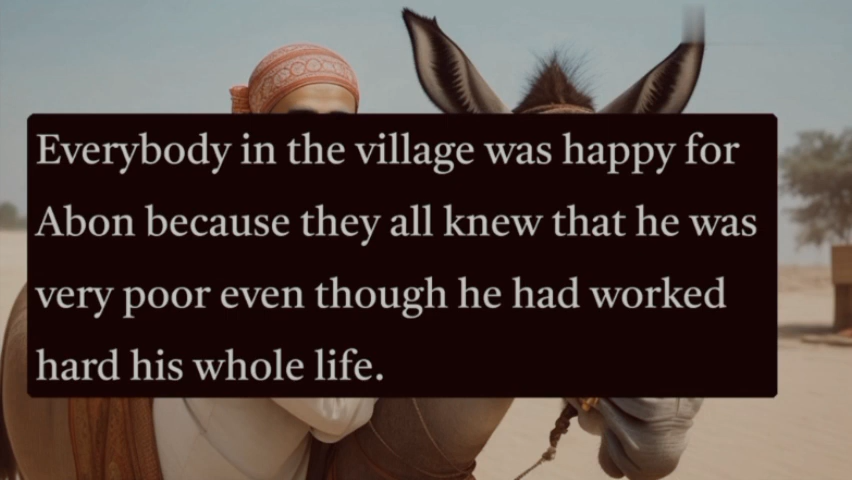 Everybody in the village was happy for
Abon because they all knew that he was
very poor even though he had worked
hard his whole life.